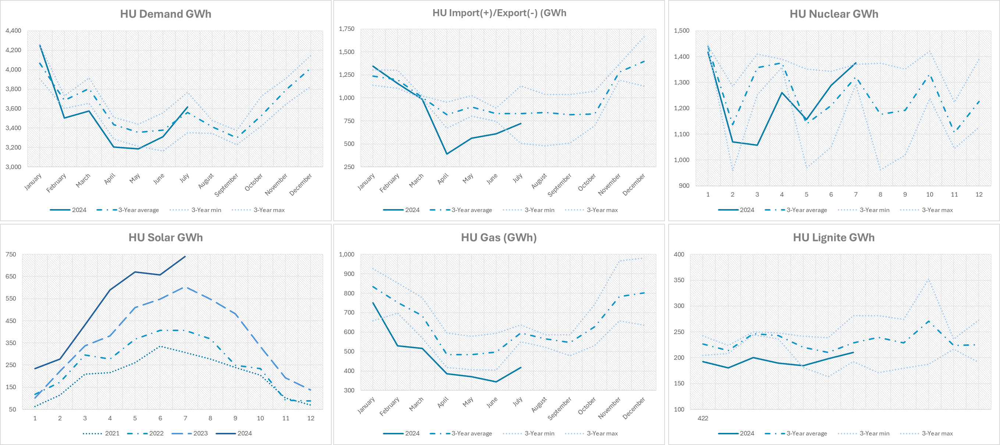 HU Demand GWh
4,400
4,200
4,000
3,800
3,600
3,400
3,200
3,000
January February March April May June July August September October November December
2024 3-Year average 3-Year min 3-Year max
HU Import(+)/Export(-) (GWh
1,750
1,500
1,250
1,000
750
500
250
January February March April May June July August September October November December
2024 3-Year average 3-Year min 3-Year max
HU Nuclear GWh
1,500
1,400
1,300
1,200
1,100
1,000
900
1 2 3 4 5 6 7 8 9 10 11 12
2024 3-Year average 3-Year min 3-Year max
HU Solar GWh
750
650
550
450
350
250
150
50
1 2 3 4 5 6 7 8 9 10 11 12
2021 2022 2023 2024
HU Gas (GWh)
1,000
900
800
700
600
500
400
300
January February March April May June July August September October November December
2024 3-Year average 3-Year min 3-Year max
HU Lignite GWh
400
350
300
250
200
150
100
422
2024 3-Year average 3-Year min 3-Year max